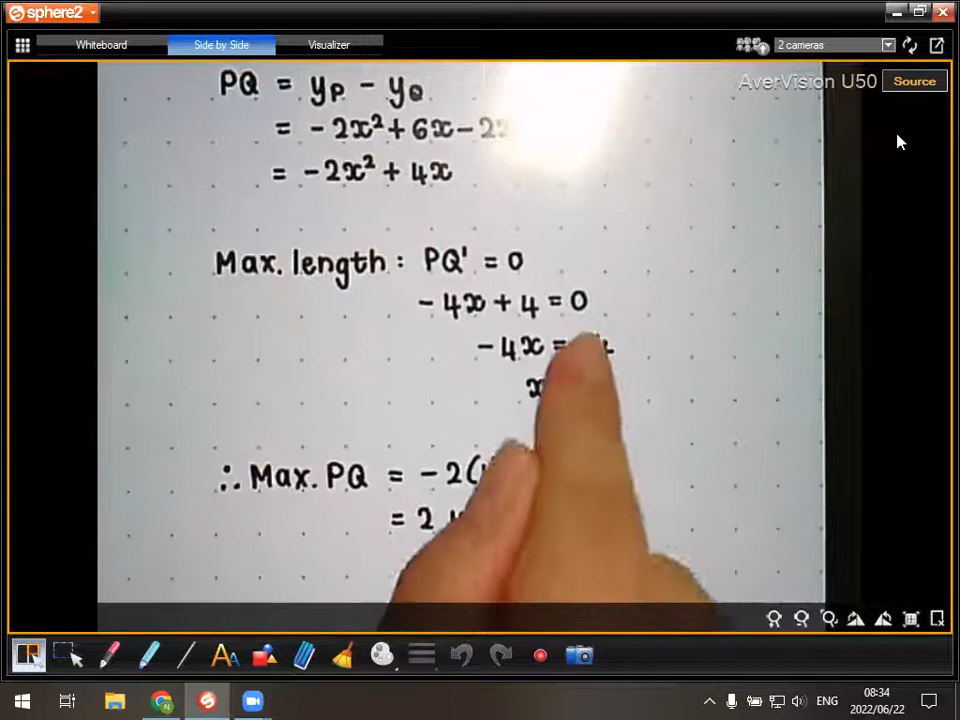 sphere2
Whiteboard
Side by Side
Visualizer
2 cameras
AverVision U50
Source
PQ = yP − yQ
= −2x² + 6x − 2x
= −2x² + 4x
Max. length : PQ' = 0
−4x + 4 = 0
−4x =
x
∴ Max. PQ = −2(
= 2
ENG
08:34
2022/06/22